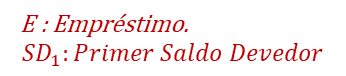 E : Empréstimo.
SD₁: Primer Saldo Devedor